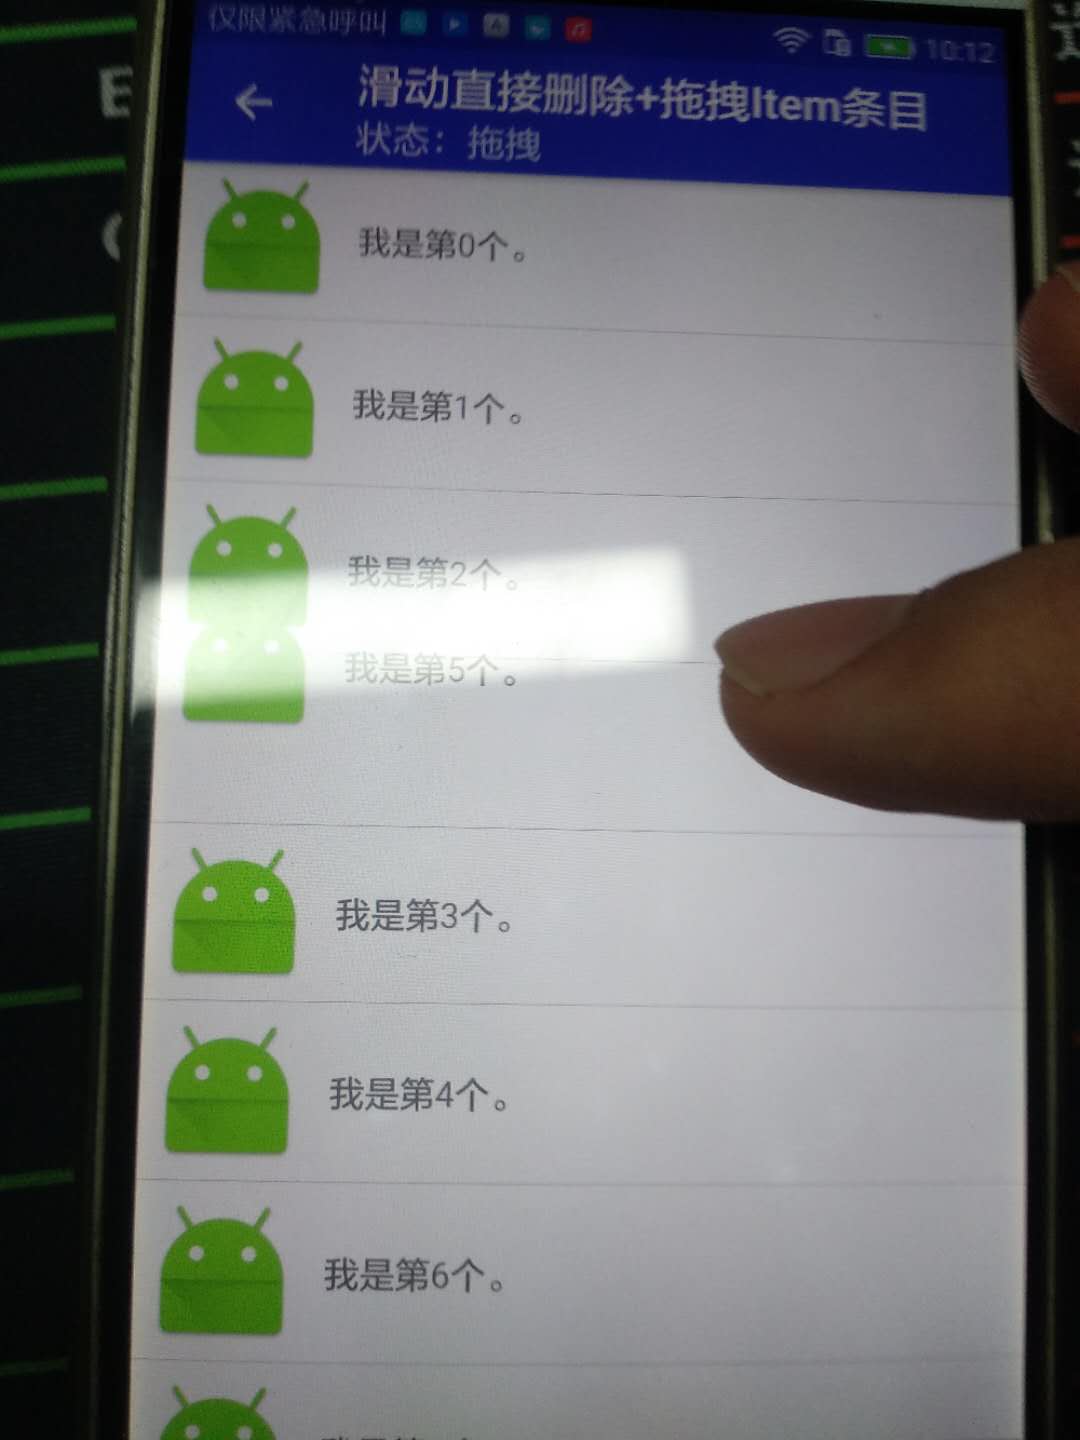 仅限紧急呼叫
10:12
滑动直接删除+拖拽Item条目
状态：拖拽
我是第0个。
我是第1个。
我是第2个。
我是第5个。
我是第3个。
我是第4个。
我是第6个。